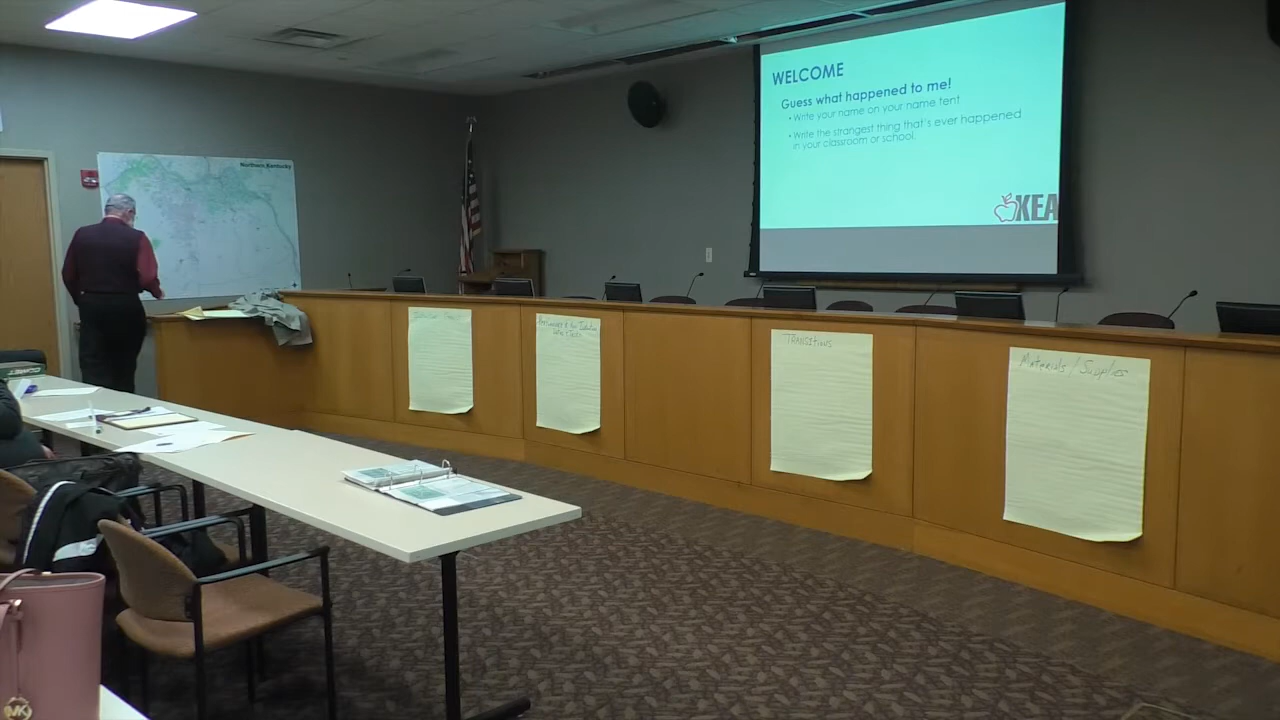 WELCOME
Guess what happened to me!
• Write your name on your name tent
• Write the strangest thing that's ever happened
in your classroom or school.
KEA
Northern Kentucky
TRANSITIONS
Materials / Supplies
MK